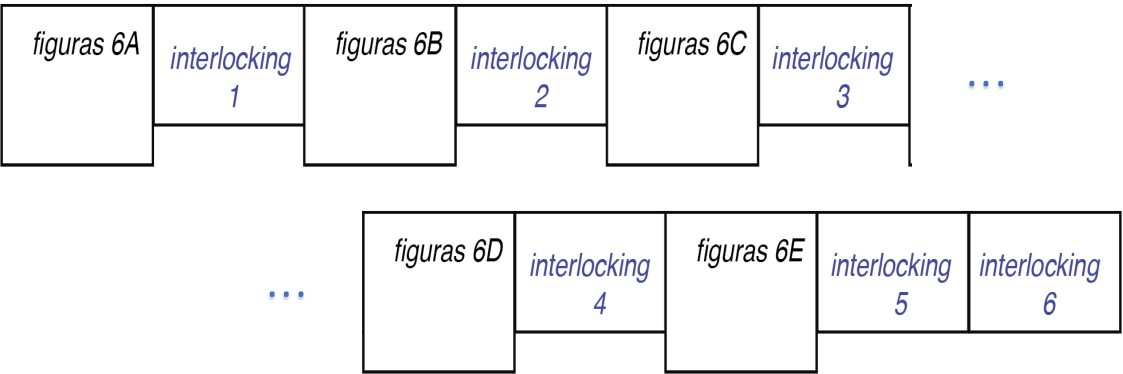 figuras 6A
interlocking
1
figuras 6B
interlocking
2
figuras 6C
interlocking
3
...
...
figuras 6D
interlocking
4
figuras 6E
interlocking
5
interlocking
6